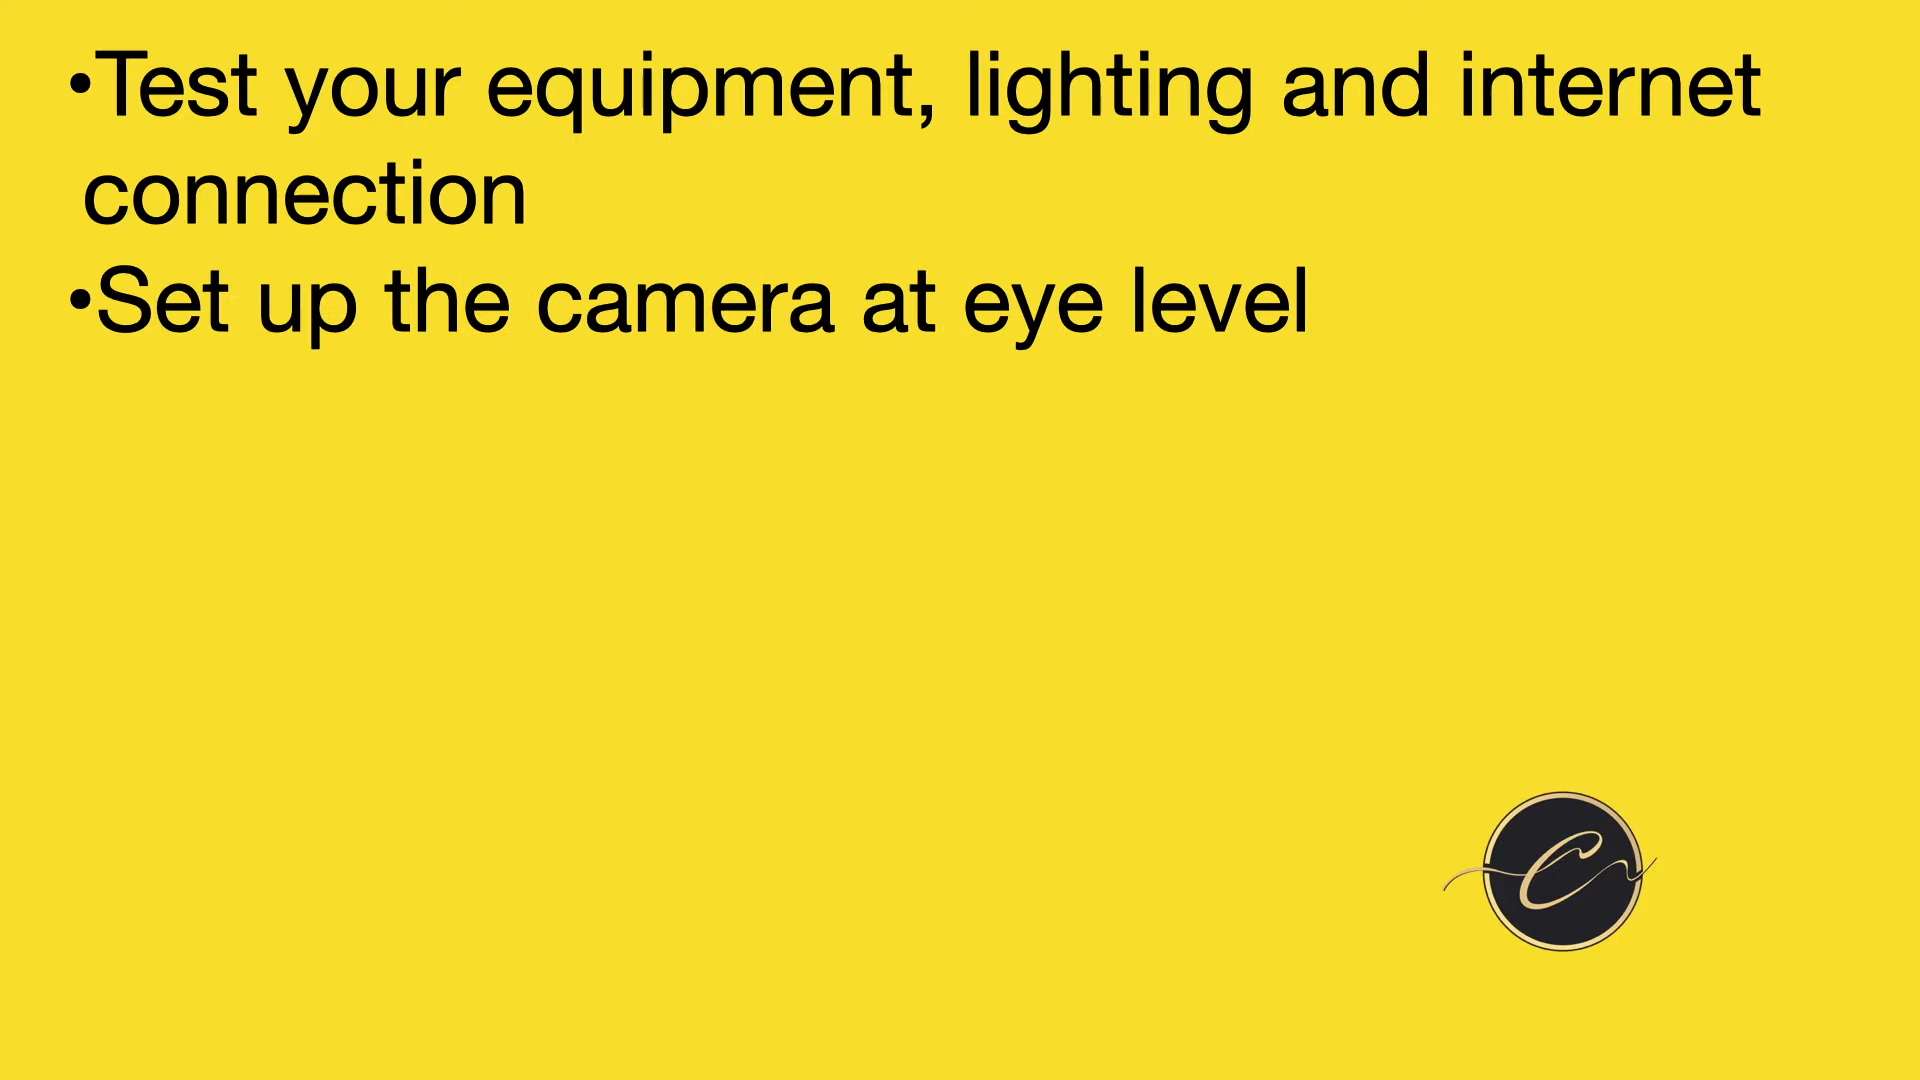 •Test your equipment, lighting and internet
connection
•Set up the camera at eye level
C